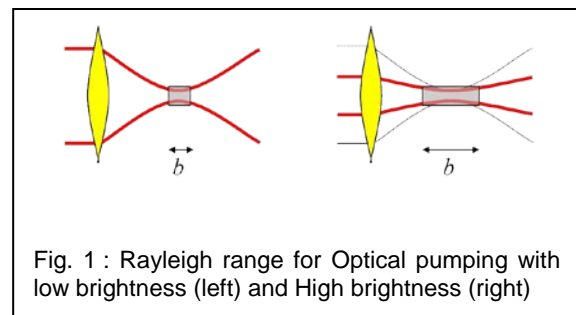 b
b
Fig. 1 : Rayleigh range for Optical pumping with
low brightness (left) and High brightness (right)